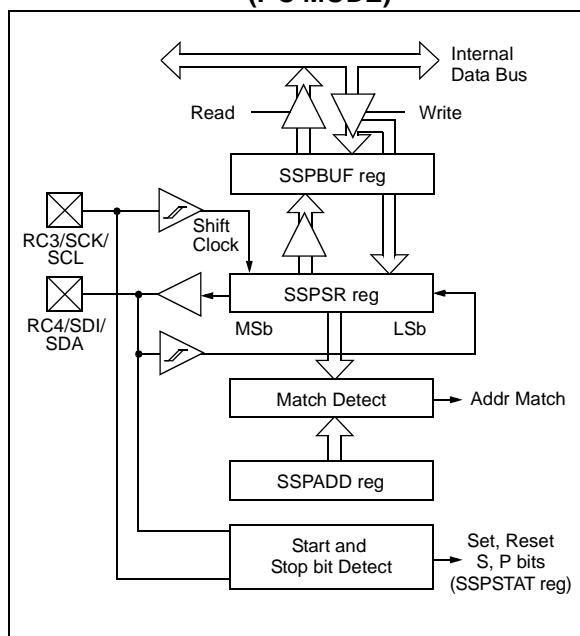 (I²C MODE)
Internal
Data Bus
Read
Write
SSPBUF reg
Shift
Clock
RC3/SCK/
SCL
SSPSR reg
MSb
LSb
RC4/SDI/
SDA
Match Detect
Addr Match
SSPADD reg
Start and
Stop bit Detect
Set, Reset
S, P bits
(SSPSTAT reg)